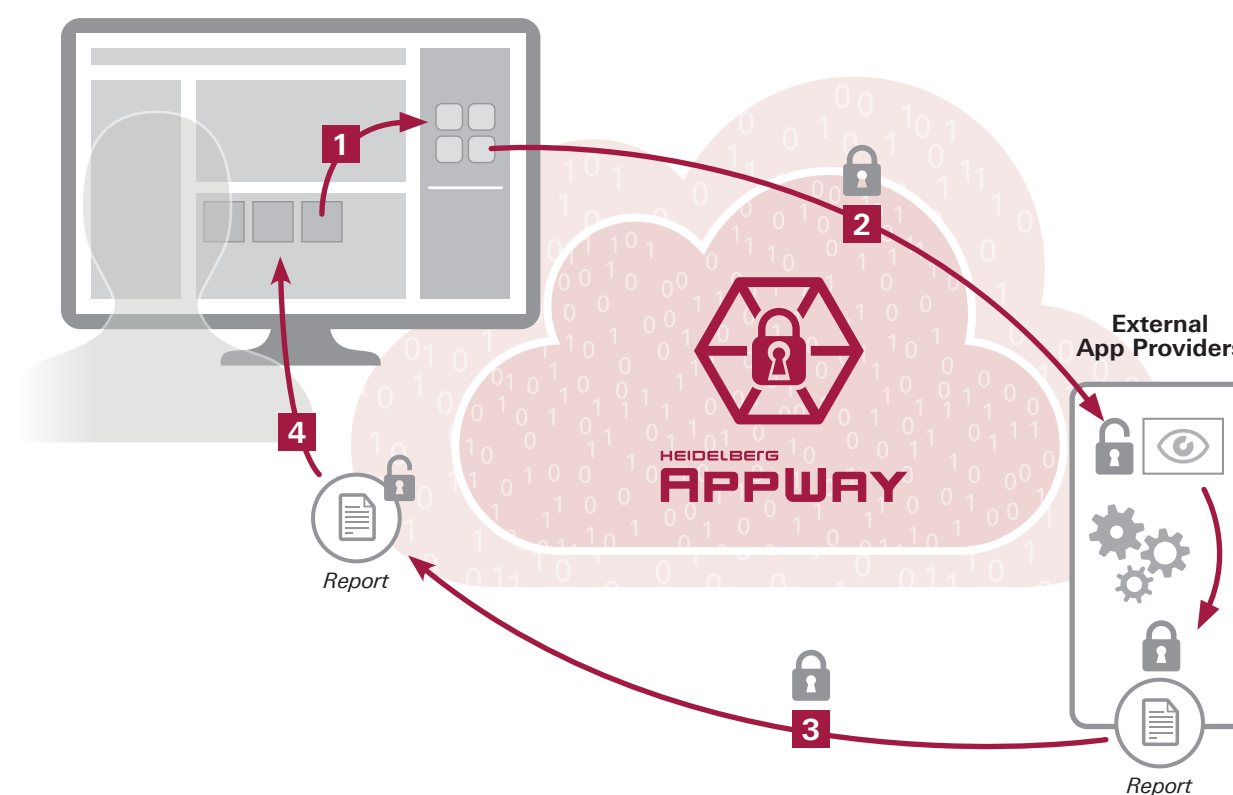 1
2
External
App Providers
HEIDELBERG
APPWAY
4
Report
3
Report